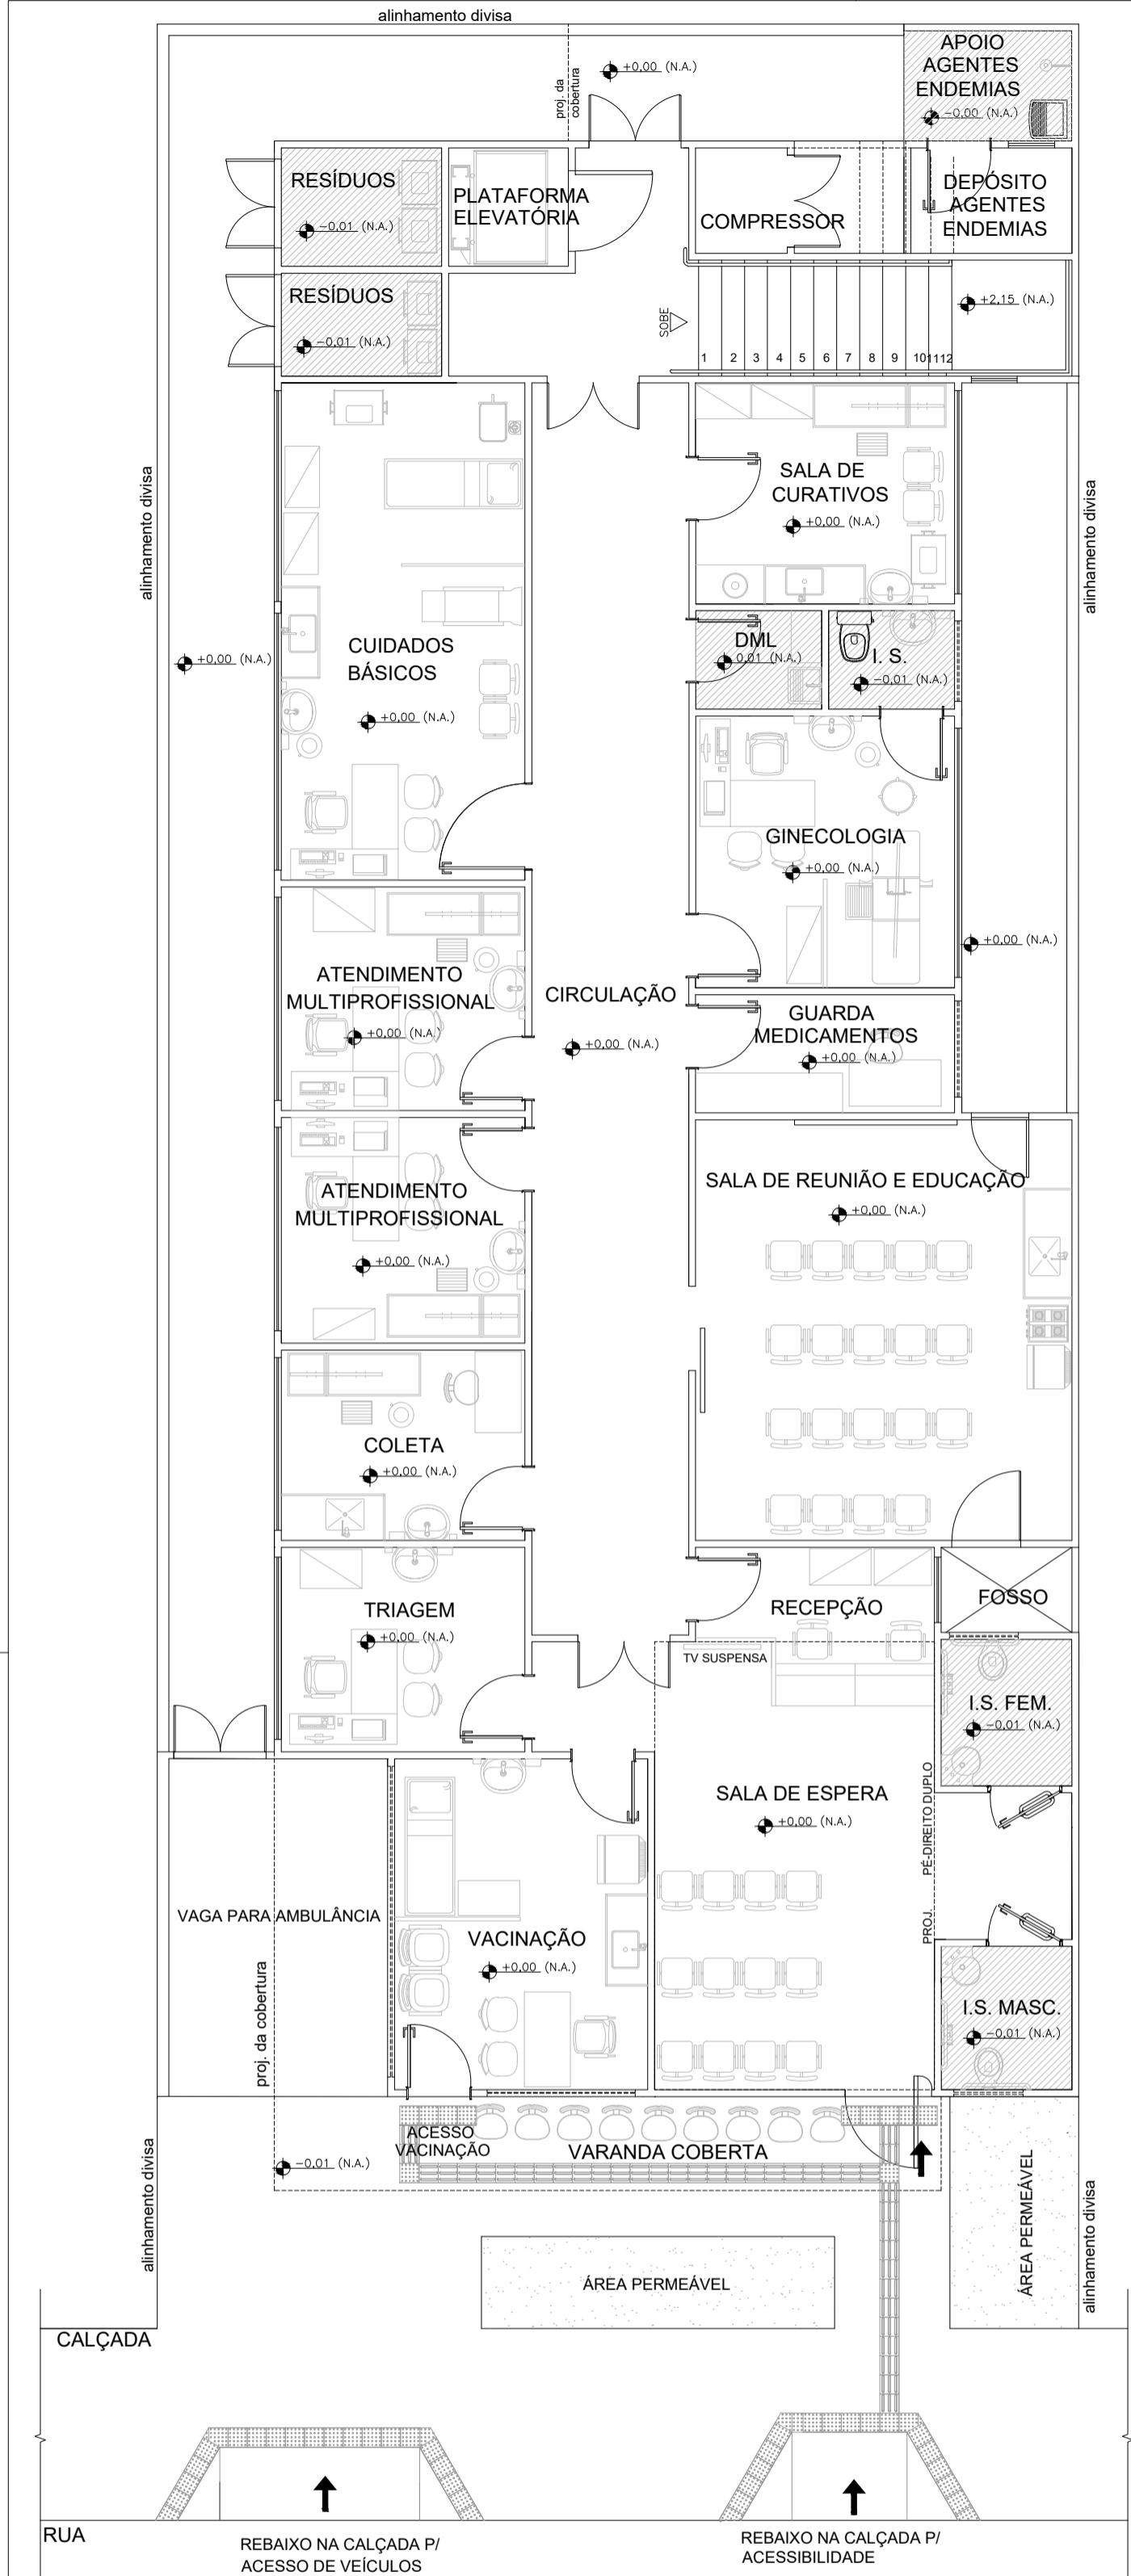 alinhamento divisa
APOIO
AGENTES
ENDEMIAS
-0,00 (N.A.)
proj. da
cobertura
+0,00 (N.A.)
RESÍDUOS
-0,01 (N.A.)
PLATAFORMA
ELEVATÓRIA
COMPRESSOR
DEPÓSITO
AGENTES
ENDEMIAS
RESÍDUOS
-0,01 (N.A.)
SOBE
1 2 3 4 5 6 7 8 9 10 11 12
+2,15 (N.A.)
alinhamento divisa
SALA DE
CURATIVOS
+0,00 (N.A.)
alinhamento divisa
CUIDADOS
BÁSICOS
+0,00 (N.A.)
+0,00 (N.A.)
DML
0,01 (N.A.)
I. S.
-0,01 (N.A.)
GINECOLOGIA
+0,00 (N.A.)
+0,00 (N.A.)
ATENDIMENTO
MULTIPROFISSIONAL
+0,00 (N.A.)
CIRCULAÇÃO
+0,00 (N.A.)
GUARDA
MEDICAMENTOS
+0,00 (N.A.)
ATENDIMENTO
MULTIPROFISSIONAL
+0,00 (N.A.)
SALA DE REUNIÃO E EDUCAÇÃO
+0,00 (N.A.)
COLETA
+0,00 (N.A.)
TRIAGEM
+0,00 (N.A.)
RECEPÇÃO
FOSSO
TV SUSPENSA
I.S. FEM.
-0,01 (N.A.)
SALA DE ESPERA
+0,00 (N.A.)
PROJ. PÉ-DIREITO DUPLO
VAGA PARA AMBULÂNCIA
proj. da cobertura
VACINAÇÃO
+0,00 (N.A.)
I.S. MASC.
-0,01 (N.A.)
ACESSO
VACINAÇÃO
VARANDA COBERTA
-0,01 (N.A.)
alinhamento divisa
ÁREA PERMEÁVEL
ÁREA PERMEÁVEL
alinhamento divisa
CALÇADA
RUA
REBAIXO NA CALÇADA P/
ACESSO DE VEÍCULOS
REBAIXO NA CALÇADA P/
ACESSIBILIDADE